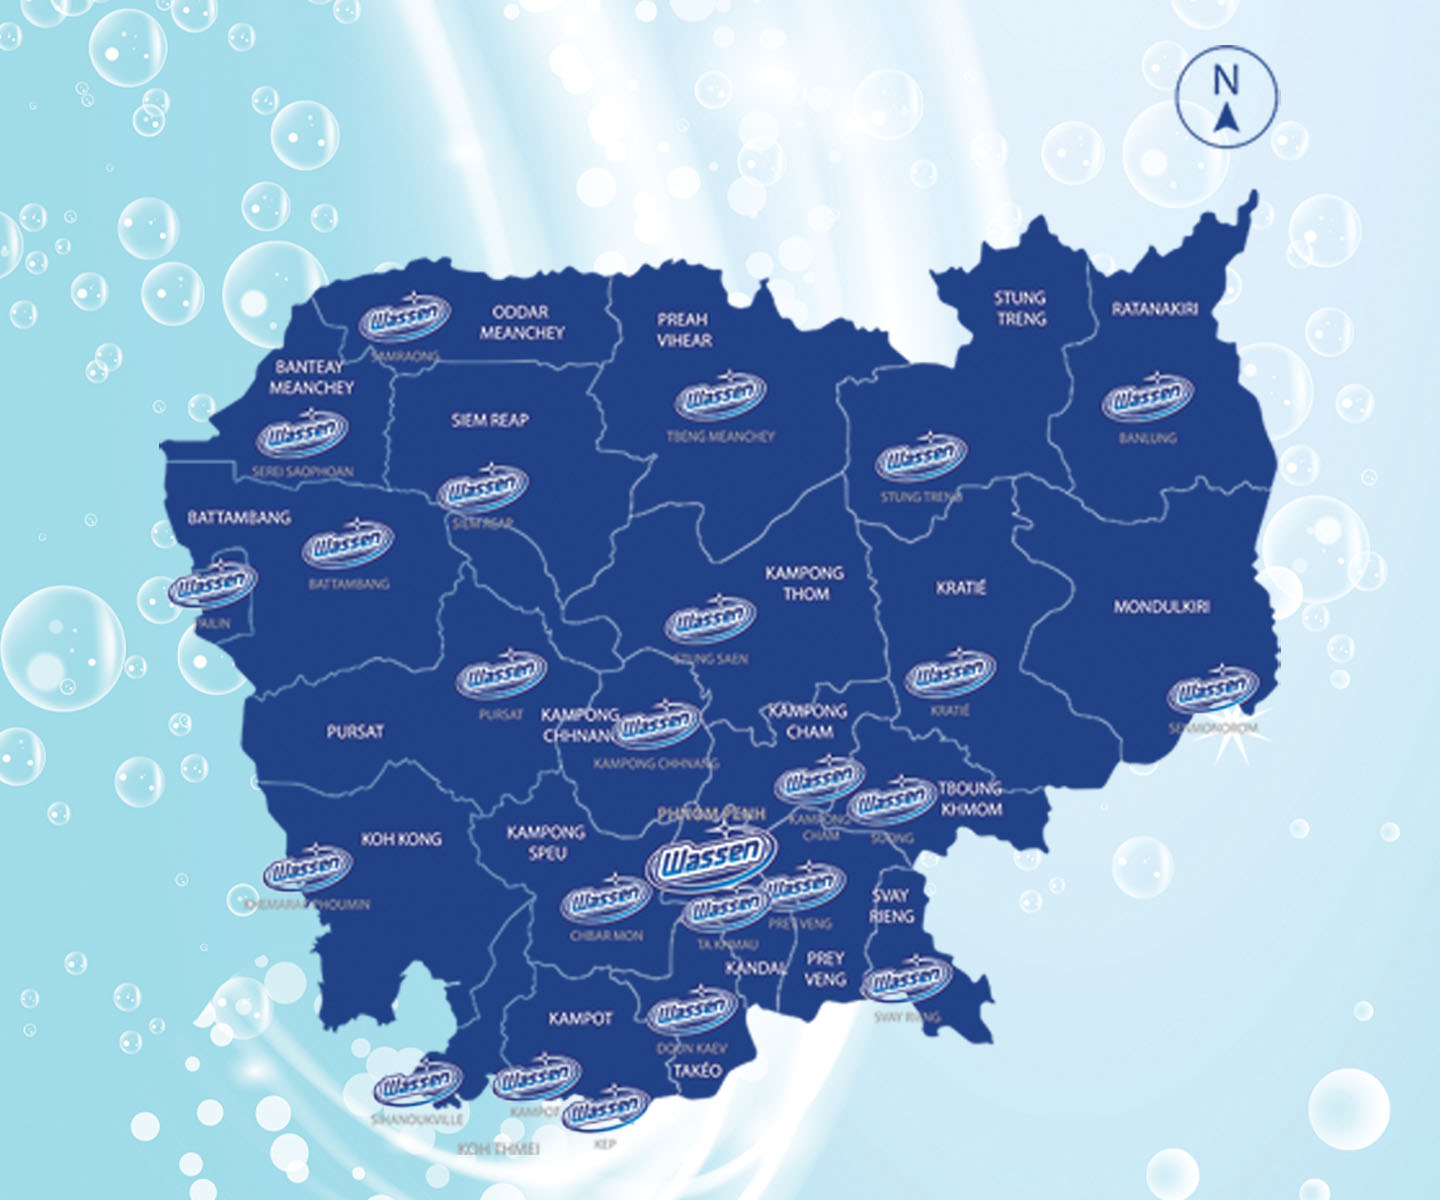 N
Wassen
SAMRAONG
ODDAR
MEANCHEY
PREAH
VIHEAR
STUNG
TRENG
RATANAKIRI
BANTEAY
MEANCHEY
Wassen
SEREI SAOPHOAN
SIEM REAP
Wassen
TBENG MEANCHEY
Wassen
BANLUNG
Wassen
STUNG TRENG
Wassen
SIEM REAP
BATTAMBANG
Wassen
BATTAMBANG
Wassen
PAILIN
KAMPONG
THOM
KRATIÉ
MONDULKIRI
Wassen
STUNG SAEN
Wassen
PURSAT
Wassen
KRATIÉ
Wassen
SENMONOROM
PURSAT
KAMPONG
CHHNANG
Wassen
KAMPONG CHHNANG
KAMPONG
CHAM
Wassen
KAMPONG
CHAM
Wassen
SUONG
TBOUNG
KHMOM
PHNOM PENH
Wassen
KOH KONG
KAMPONG
SPEU
Wassen
KHEMARAK PHOUMIN
Wassen
CHBAR MON
Wassen
TA KHMAU
Wassen
PREY VENG
SVAY
RIENG
KANDAL
PREY
VENG
Wassen
SVAY RIENG
KAMPOT
Wassen
DOUN KAEV
TAKÉO
Wassen
SIHANOUKVILLE
Wassen
KAMPOT
Wassen
KEP
KOH THMEI